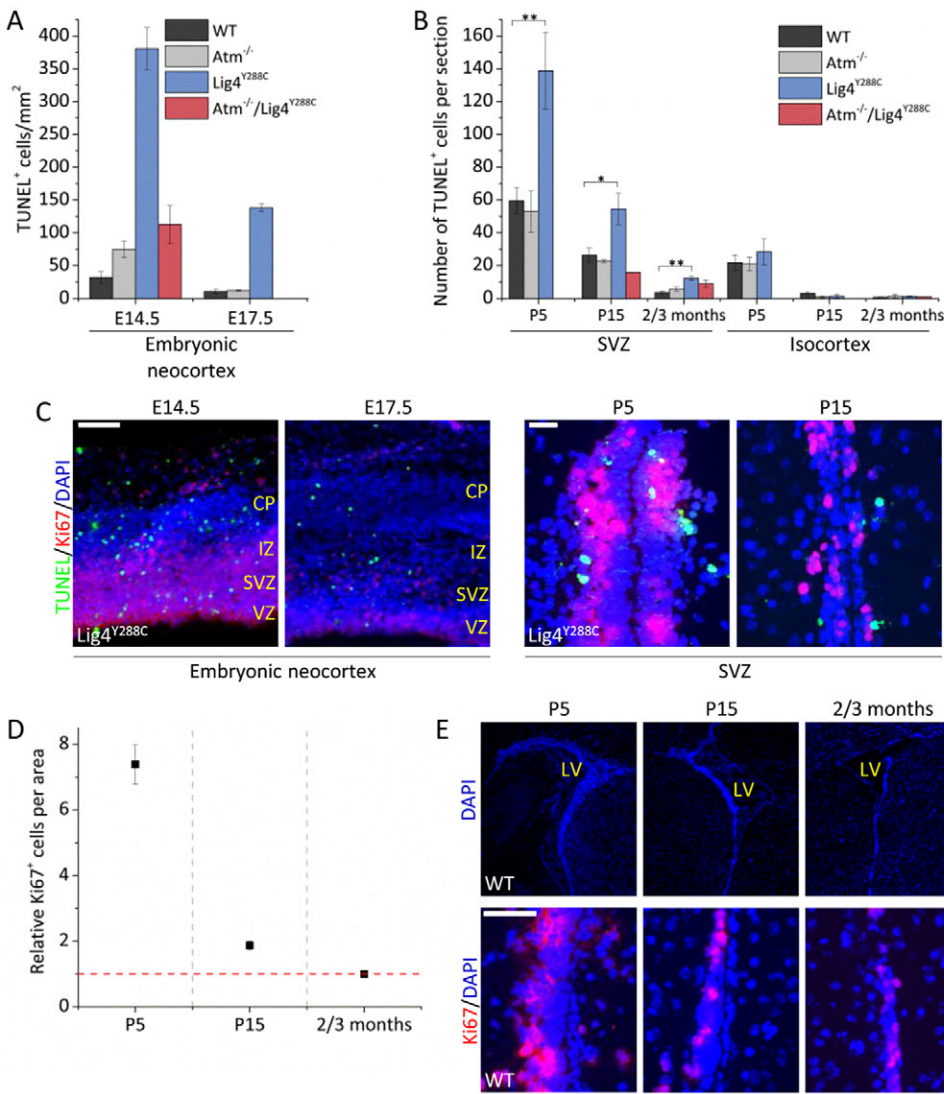 A
TUNEL⁺ cells/mm²
400
350
300
250
200
150
100
50
0
WT
Atm⁻/⁻
Lig4ʸ²⁸⁸ᶜ
Atm⁻/⁻/Lig4ʸ²⁸⁸ᶜ
E14.5 E17.5
Embryonic
neocortex
B
Number of TUNEL⁺ cells per section
160
140
120
100
80
60
40
20
0
** * **
WT
Atm⁻/⁻
Lig4ʸ²⁸⁸ᶜ
Atm⁻/⁻/Lig4ʸ²⁸⁸ᶜ
P5 P15 2/3 months P5 P15 2/3 months
SVZ Isocortex
C
E14.5 E17.5 P5 P15
TUNEL/Ki67/DAPI
CP CP
IZ IZ
SVZ SVZ
VZ VZ
Lig4ʸ²⁸⁸ᶜ Lig4ʸ²⁸⁸ᶜ
Embryonic neocortex SVZ
D
Relative Ki67⁺ cells per area
8
6
4
2
0
P5 P15 2/3 months
E
P5 P15 2/3 months
DAPI
LV LV LV
WT
Ki67/DAPI
WT